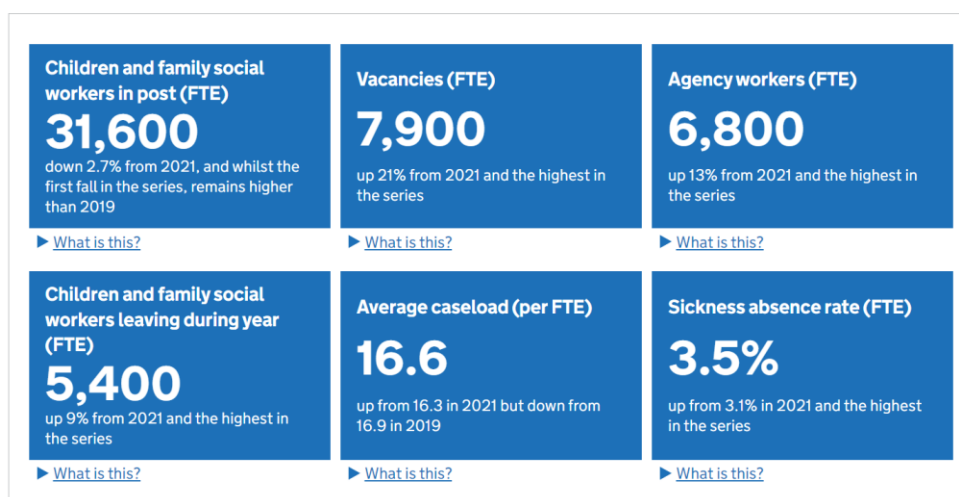 Children and family social
workers in post (FTE)
31,600
down 2.7% from 2021, and whilst the
first fall in the series, remains higher
than 2019
What is this?
Vacancies (FTE)
7,900
up 21% from 2021 and the highest in
the series
What is this?
Agency workers (FTE)
6,800
up 13% from 2021 and the highest in
the series
What is this?
Children and family social
workers leaving during year
(FTE)
5,400
up 9% from 2021 and the highest in
the series
What is this?
Average caseload (per FTE)
16.6
up from 16.3 in 2021 but down from
16.9 in 2019
What is this?
Sickness absence rate (FTE)
3.5%
up from 3.1% in 2021 and the highest
in the series
What is this?